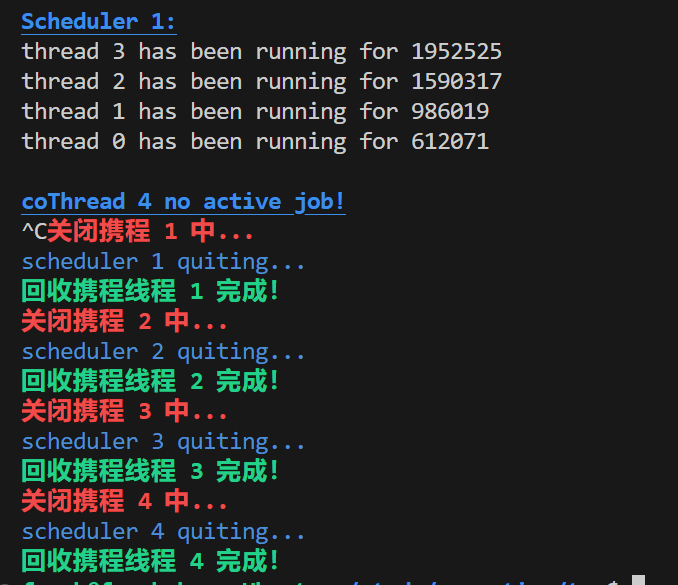 Scheduler 1:
thread 3 has been running for 1952525
thread 2 has been running for 1590317
thread 1 has been running for 986019
thread 0 has been running for 612071
coThread 4 no active job!
^C关闭携程 1 中...
scheduler 1 quiting...
回收携程线程 1 完成!
关闭携程 2 中...
scheduler 2 quiting...
回收携程线程 2 完成!
关闭携程 3 中...
scheduler 3 quiting...
回收携程线程 3 完成!
关闭携程 4 中...
scheduler 4 quiting...
回收携程线程 4 完成!